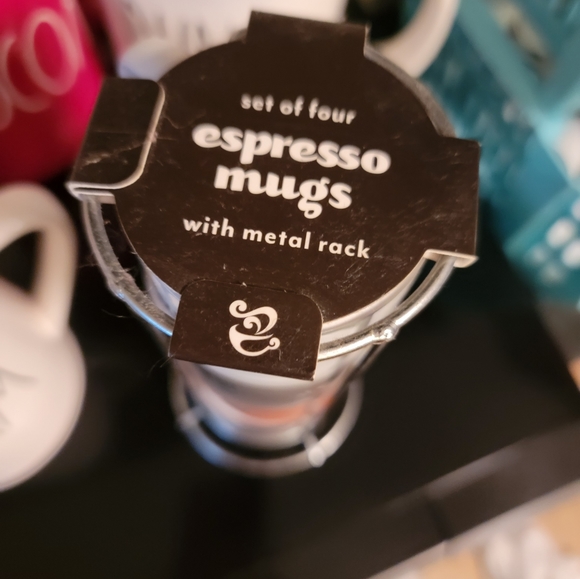 set of four
espresso
mugs
with metal rack